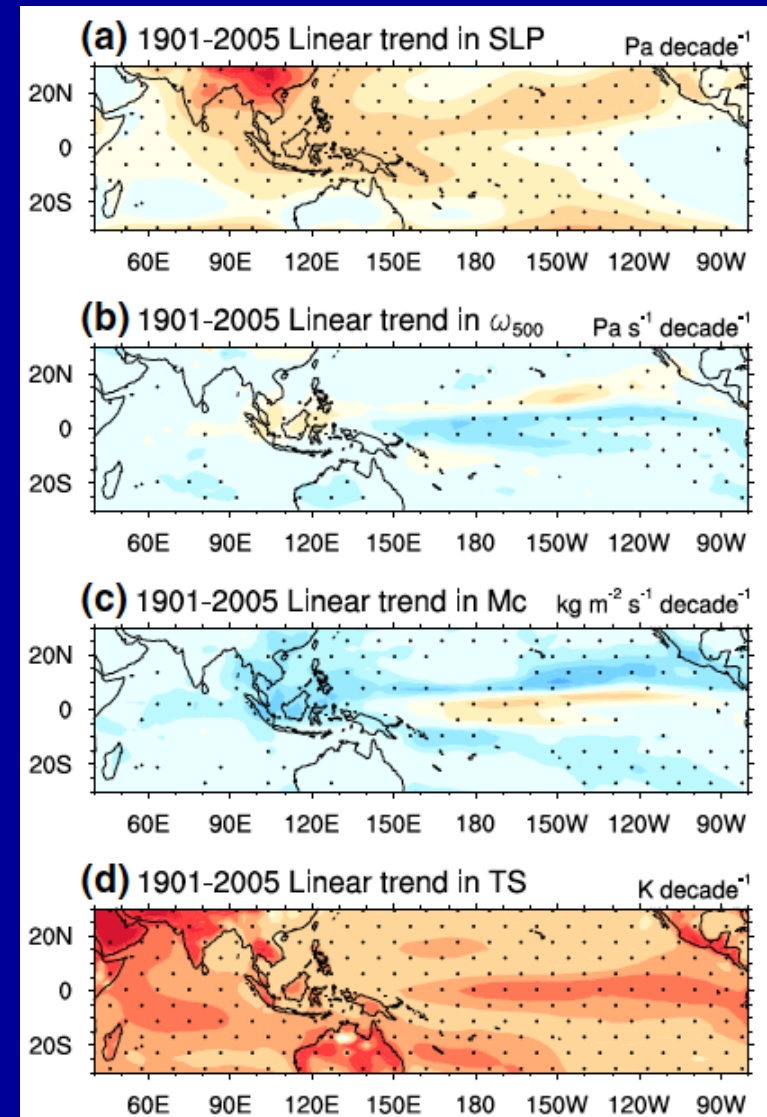 (a) 1901-2005 Linear trend in SLP Pa decade⁻¹
20N
0
20S
60E 90E 120E 150E 180 150W 120W 90W
(b) 1901-2005 Linear trend in ω₅₀₀ Pa s⁻¹ decade⁻¹
20N
0
20S
60E 90E 120E 150E 180 150W 120W 90W
(c) 1901-2005 Linear trend in Mc kg m⁻² s⁻¹ decade⁻¹
20N
0
20S
60E 90E 120E 150E 180 150W 120W 90W
(d) 1901-2005 Linear trend in TS K decade⁻¹
20N
0
20S
60E 90E 120E 150E 180 150W 120W 90W